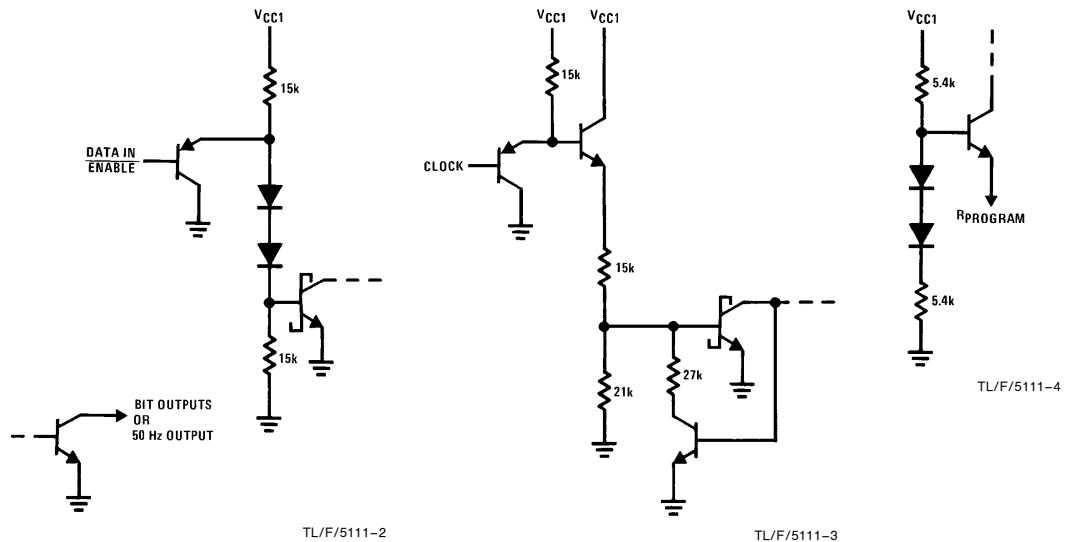 VCC1
15k
DATA IN
ENABLE
15k
BIT OUTPUTS
OR
50 Hz OUTPUT
TL/F/5111–2
VCC1
VCC1
15k
CLOCK
15k
21k
27k
TL/F/5111–3
VCC1
5.4k
RPROGRAM
5.4k
TL/F/5111–4